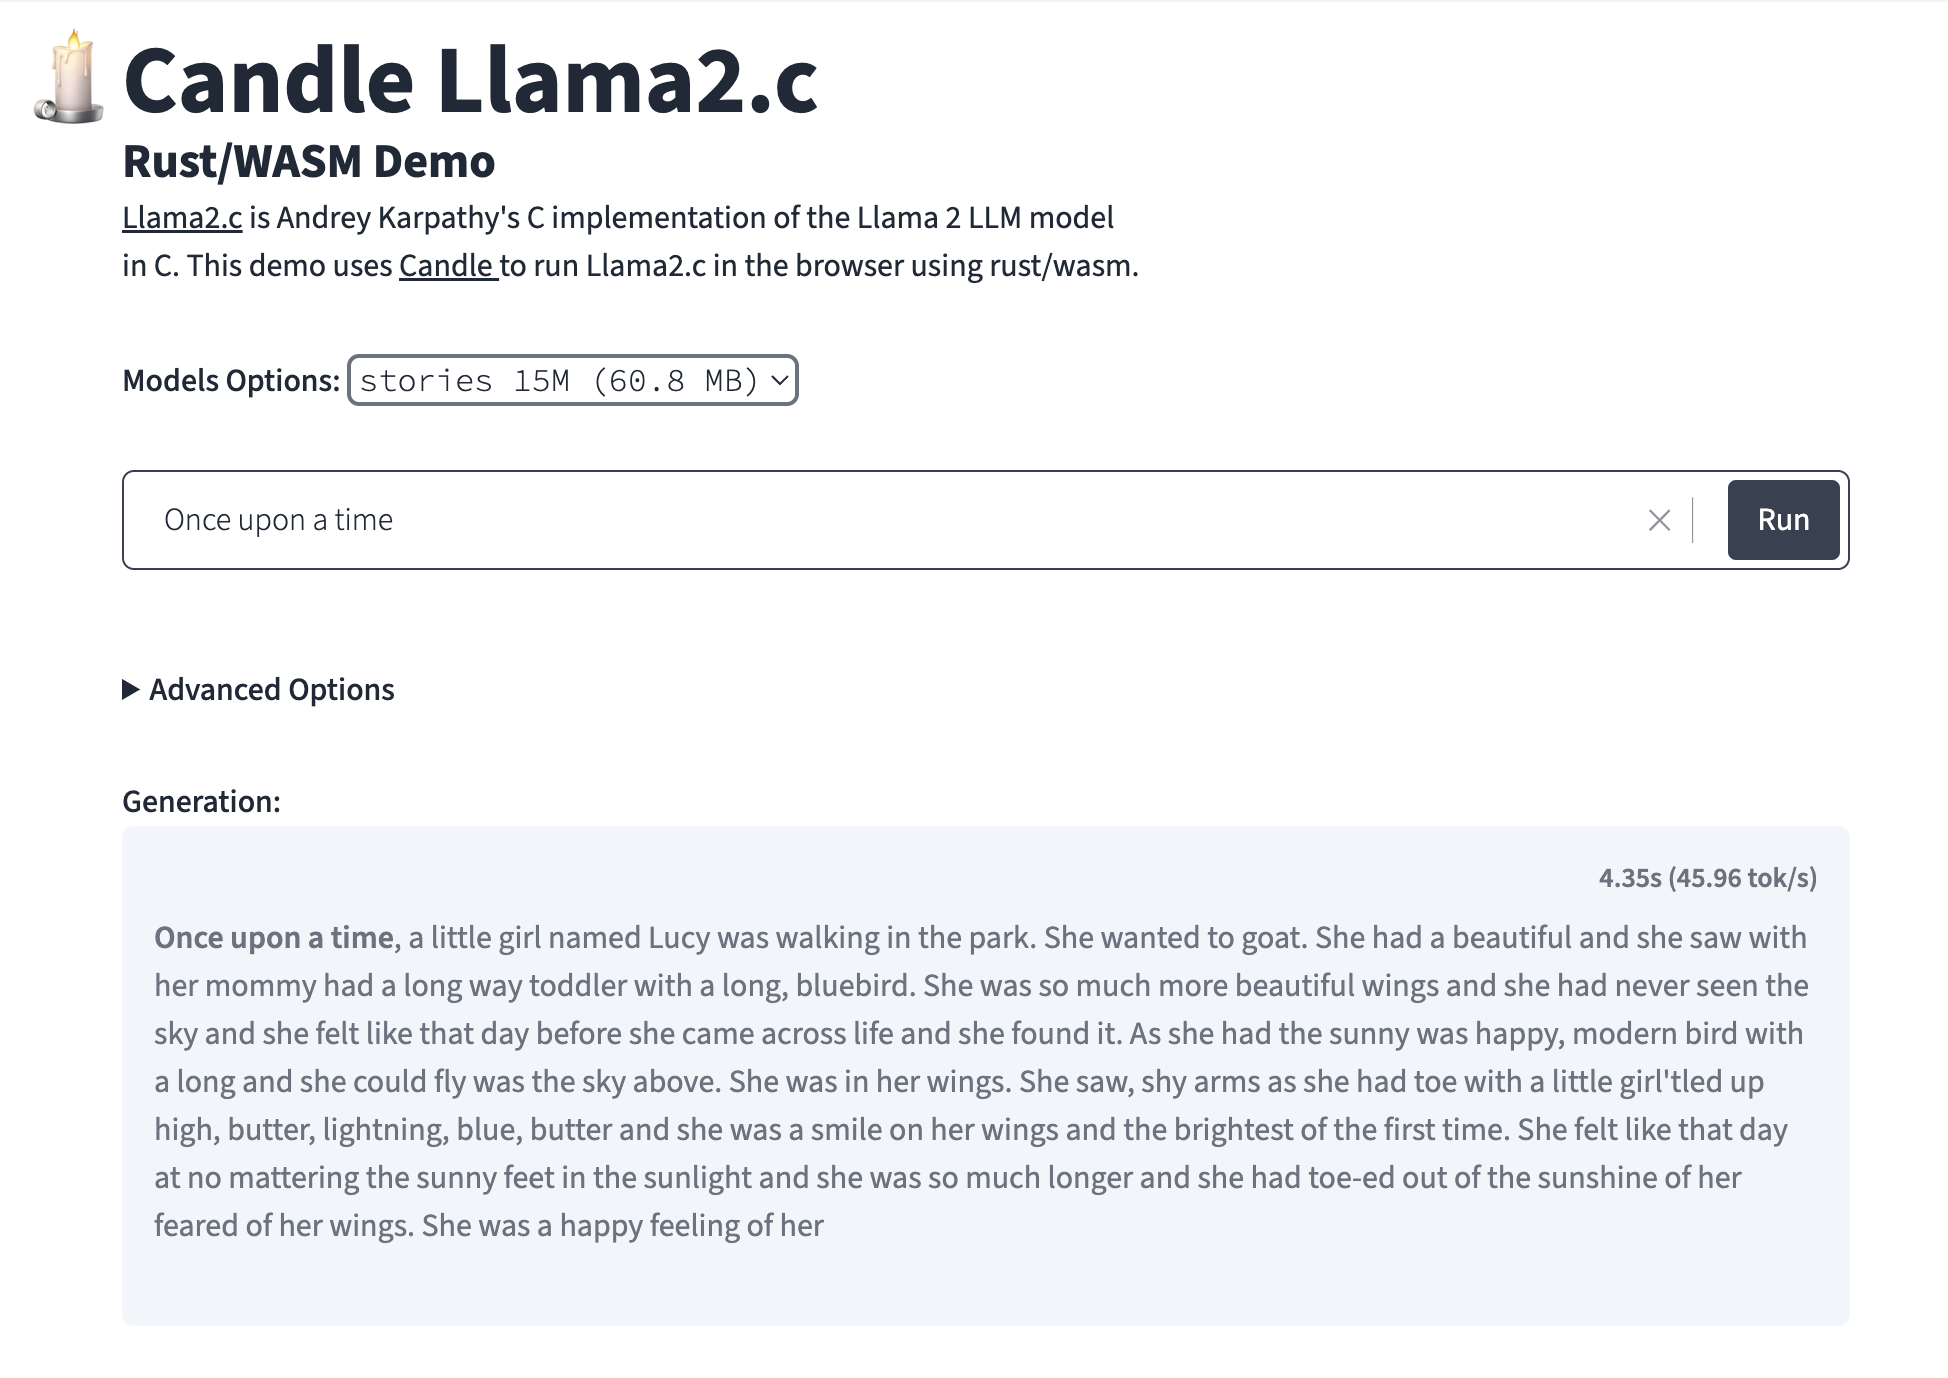 Candle Llama2.c
Rust/WASM Demo
Llama2.c is Andrey Karpathy's C implementation of the Llama 2 LLM model
in C. This demo uses Candle to run Llama2.c in the browser using rust/wasm.
Models Options: stories 15M (60.8 MB)
Once upon a time
Run
Advanced Options
Generation:
4.35s (45.96 tok/s)
Once upon a time, a little girl named Lucy was walking in the park. She wanted to goat. She had a beautiful and she saw with
her mommy had a long way toddler with a long, bluebird. She was so much more beautiful wings and she had never seen the
sky and she felt like that day before she came across life and she found it. As she had the sunny was happy, modern bird with
a long and she could fly was the sky above. She was in her wings. She saw, shy arms as she had toe with a little girl'tled up
high, butter, lightning, blue, butter and she was a smile on her wings and the brightest of the first time. She felt like that day
at no mattering the sunny feet in the sunlight and she was so much longer and she had toe-ed out of the sunshine of her
feared of her wings. She was a happy feeling of her